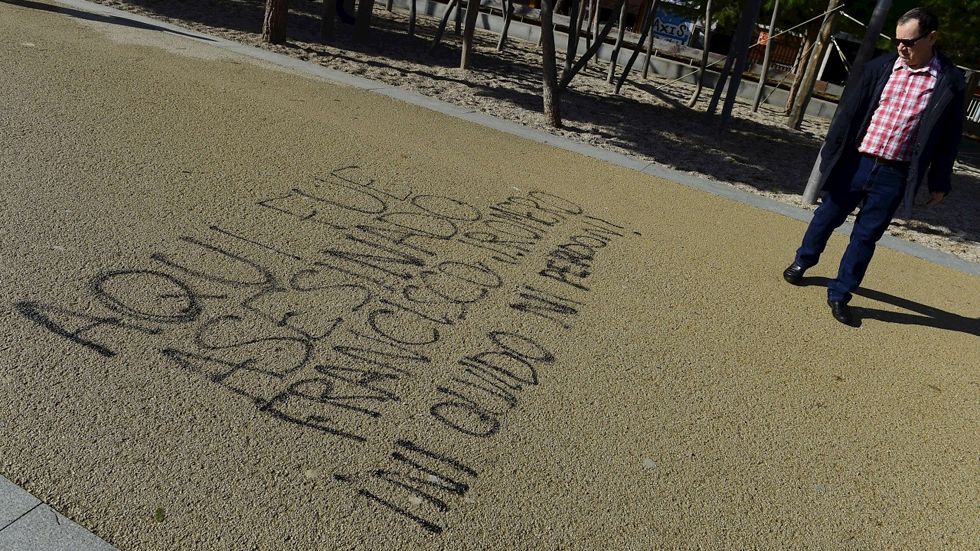 AQUI FUE
ASESINADO
FRANCISCO J.ROMERO
¡NI OLVIDO NI PERDON!